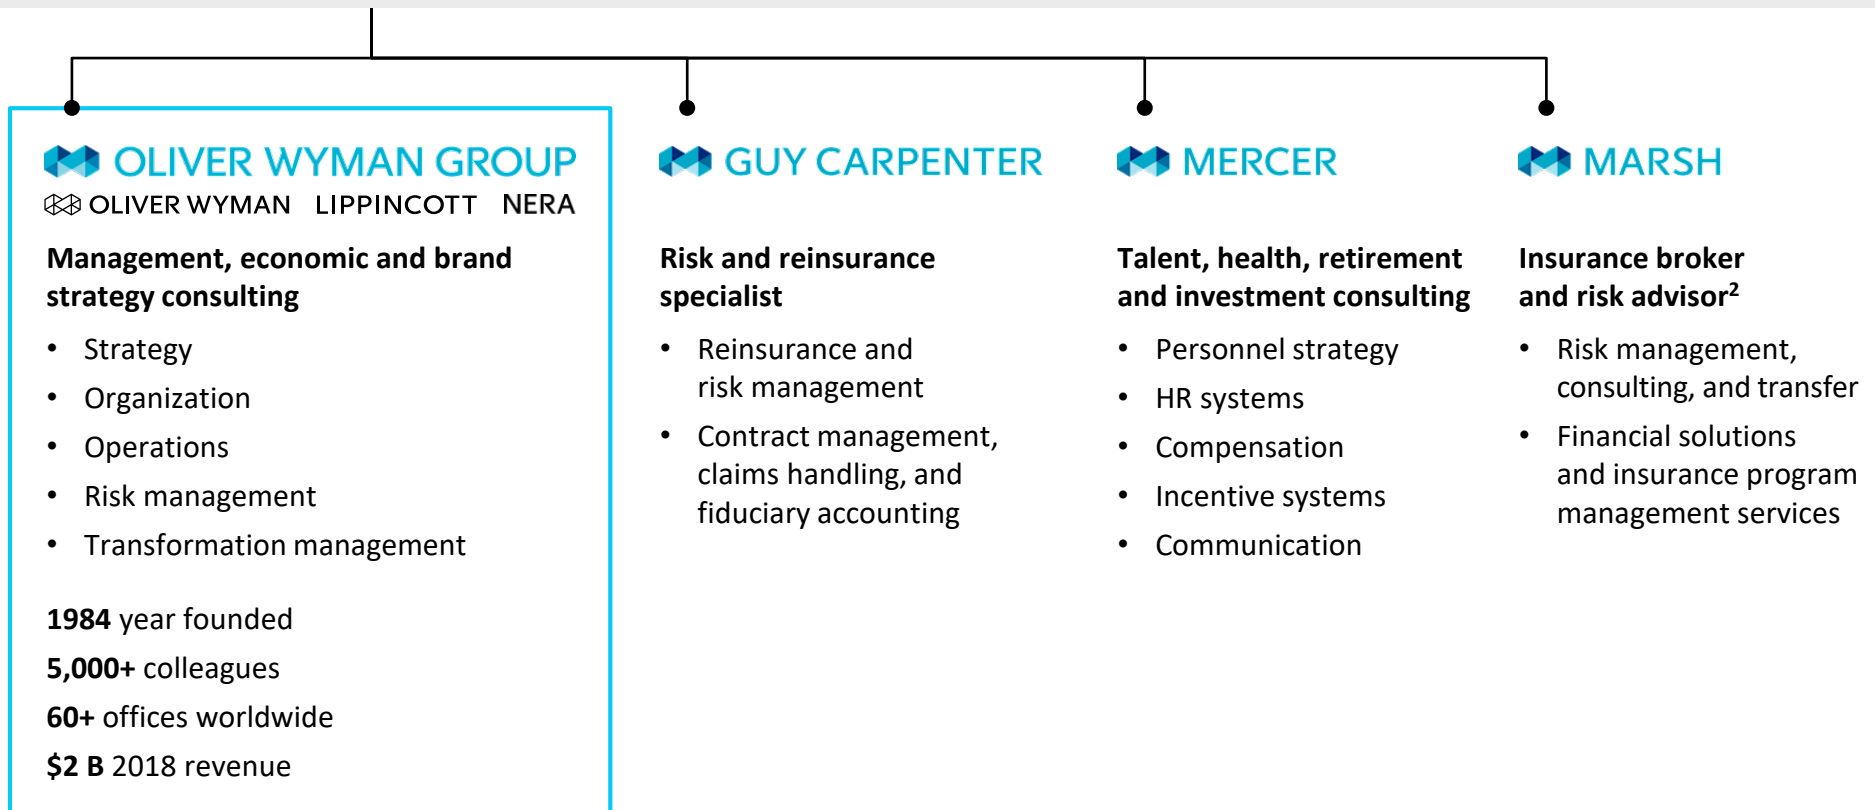 OLIVER WYMAN GROUP
OLIVER WYMAN LIPPINCOTT NERA
Management, economic and brand
strategy consulting
• Strategy
• Organization
• Operations
• Risk management
• Transformation management
1984 year founded
5,000+ colleagues
60+ offices worldwide
$2 B 2018 revenue
GUY CARPENTER
Risk and reinsurance
specialist
• Reinsurance and
risk management
• Contract management,
claims handling, and
fiduciary accounting
MERCER
Talent, health, retirement
and investment consulting
• Personnel strategy
• HR systems
• Compensation
• Incentive systems
• Communication
MARSH
Insurance broker
and risk advisor²
• Risk management,
consulting, and transfer
• Financial solutions
and insurance program
management services